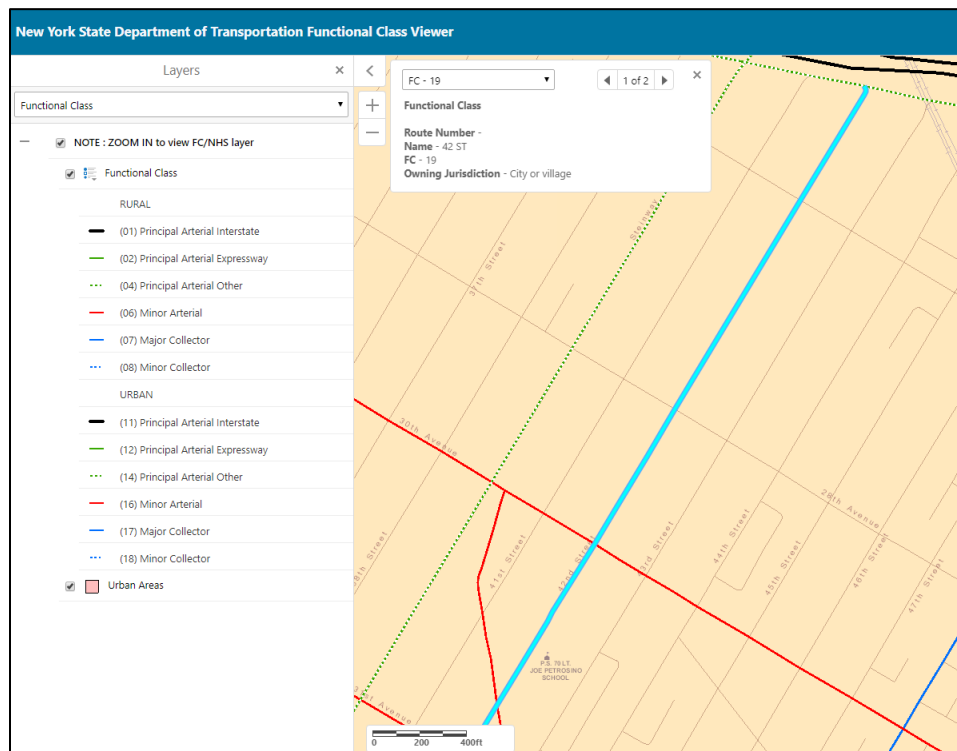 New York State Department of Transportation Functional Class Viewer
Layers
Functional Class
NOTE : ZOOM IN to view FC/NHS layer
Functional Class
RURAL
(01) Principal Arterial Interstate
(02) Principal Arterial Expressway
(04) Principal Arterial Other
(06) Minor Arterial
(07) Major Collector
(08) Minor Collector
URBAN
(11) Principal Arterial Interstate
(12) Principal Arterial Expressway
(14) Principal Arterial Other
(16) Minor Arterial
(17) Major Collector
(18) Minor Collector
Urban Areas
FC - 19
1 of 2
Functional Class
Route Number -
Name - 42 ST
FC - 19
Owning Jurisdiction - City or village
Steinway
37th Street
30th Avenue
28th Avenue
38th Street
41st Street
42nd Street
43rd Street
44th Street
45th Street
46th Street
47th Street
P.S. 70 LT.
JOE PETROSINO
SCHOOL
31st Avenue
0 200 400ft